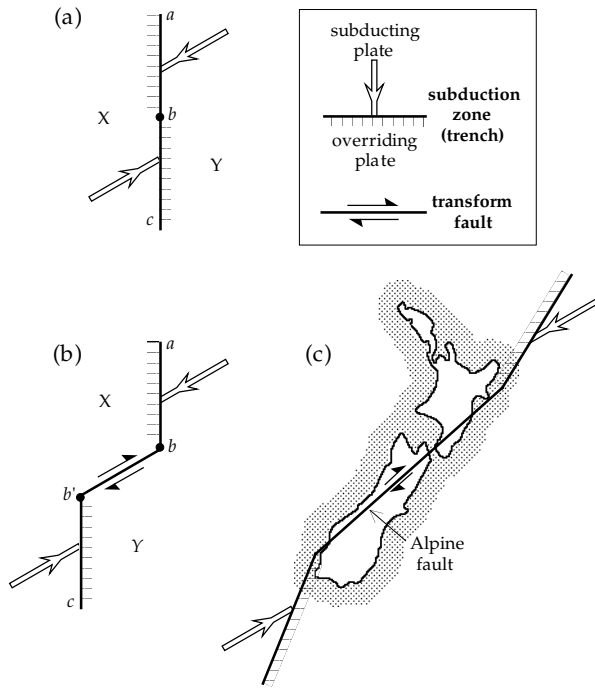 (a)
a
X
b
Y
c
subducting
plate
subduction
zone
(trench)
overriding
plate
transform
fault
(b)
a
X
b
b'
Y
c
(c)
Alpine
fault